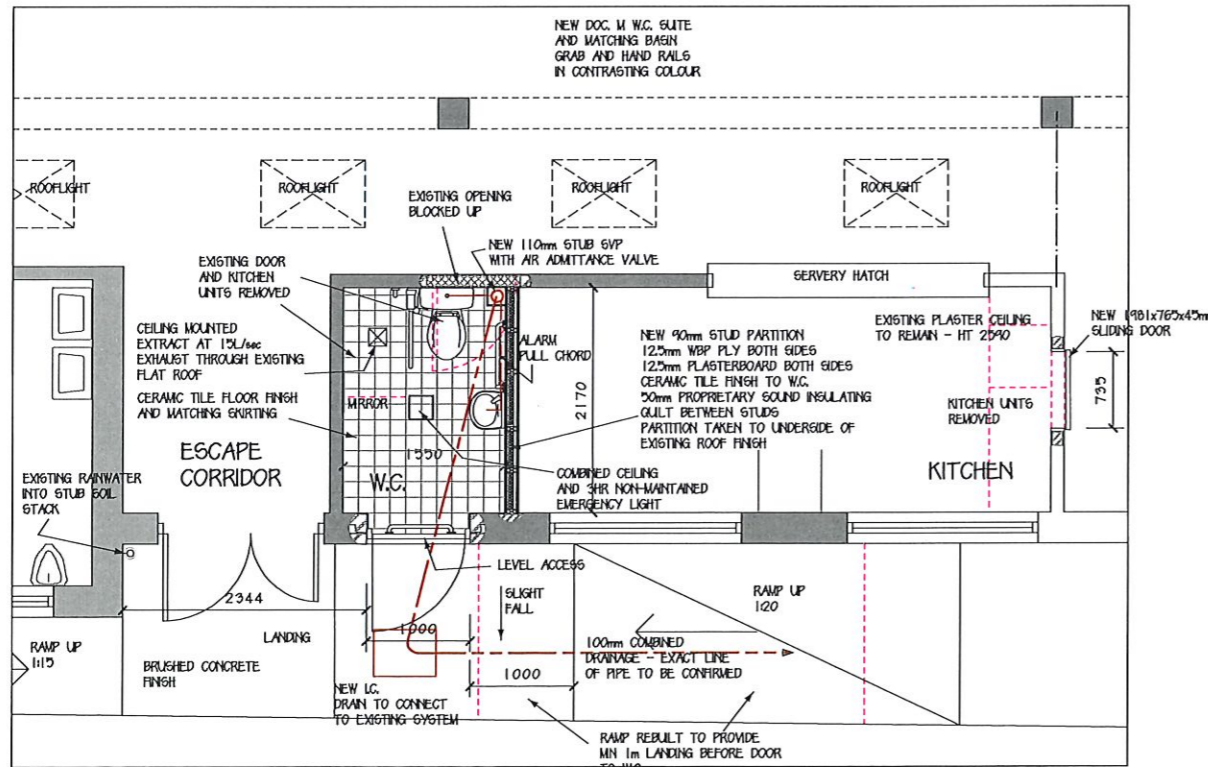 NEW DOC. M W.C. SUITE
AND MATCHING BASIN
GRAB AND HAND RAILS
IN CONTRASTING COLOUR
ROOFLIGHT
ROOFLIGHT
ROOFLIGHT
ROOFLIGHT
EXISTING OPENING
BLOCKED UP
NEW 110mm STUB SVP
WITH AIR ADMITTANCE VALVE
EXISTING DOOR
AND KITCHEN
UNITS REMOVED
SERVERY HATCH
CEILING MOUNTED
EXTRACT AT 15L/sec
EXHAUST THROUGH EXISTING
FLAT ROOF
CERAMIC TILE FLOOR FINISH
AND MATCHING SKIRTING
MIRROR
ALARM
PULL CHORD
2170
NEW 90mm STUD PARTITION
12.5mm WBP PLY BOTH SIDES
12.5mm PLASTERBOARD BOTH SIDES
CERAMIC TILE FINISH TO W.C.
50mm PROPRIETARY SOUND INSULATING
QUILT BETWEEN STUDS
PARTITION TAKEN TO UNDERSIDE OF
EXISTING ROOF FINISH
EXISTING PLASTER CEILING
TO REMAIN - HT 2590
NEW 1981x765x45mm
SLIDING DOOR
735
KITCHEN UNITS
REMOVED
KITCHEN
ESCAPE
CORRIDOR
1550
W.C.
COMBINED CEILING
AND 3HR NON-MAINTAINED
EMERGENCY LIGHT
EXISTING RAINWATER
INTO STUB SOIL
STACK
LEVEL ACCESS
2344
SLIGHT
FALL
RAMP UP
1:20
RAMP UP
1:15
LANDING
BRUSHED CONCRETE
FINISH
1000
100mm COMBINED
DRAINAGE - EXACT LINE
OF PIPE TO BE CONFIRMED
1000
NEW I.C.
DRAIN TO CONNECT
TO EXISTING SYSTEM
RAMP REBUILT TO PROVIDE
MIN 1m LANDING BEFORE DOOR